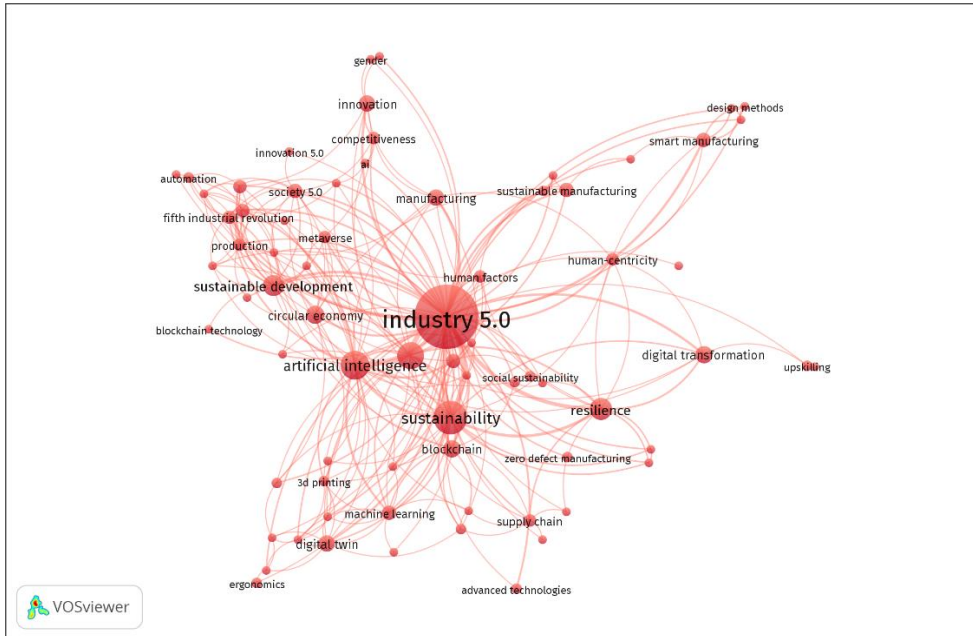 gender
innovation
design methods
competitiveness
smart manufacturing
innovation 5.0
ai
automation
society 5.0
sustainable manufacturing
manufacturing
fifth industrial revolution
metaverse
production
human-centricity
human factors
sustainable development
circular economy
industry 5.0
blockchain technology
digital transformation
artificial intelligence
upskilling
social sustainability
resilience
sustainability
blockchain
zero defect manufacturing
3d printing
machine learning
supply chain
digital twin
ergonomics
advanced technologies
VOSviewer